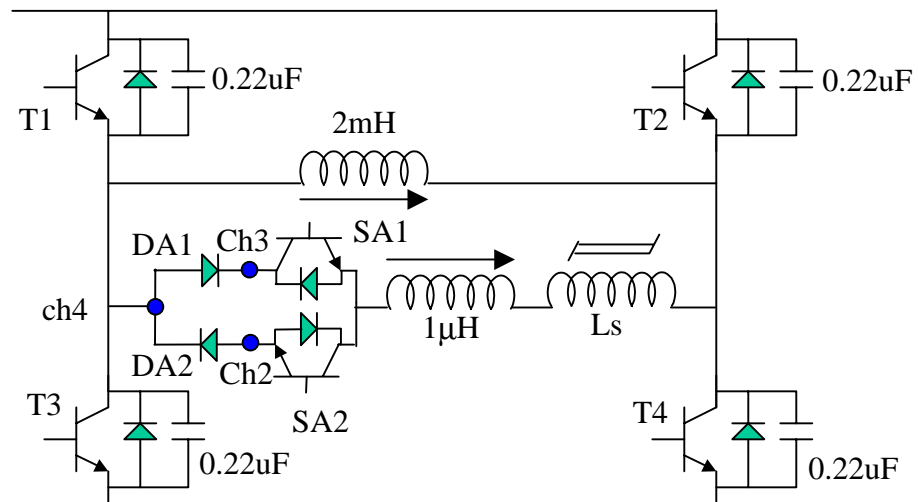 0.22uF
0.22uF
T1
T2
2mH
SA1
DA1
Ch3
ch4
1μH
Ls
DA2
Ch2
SA2
T3
T4
0.22uF
0.22uF